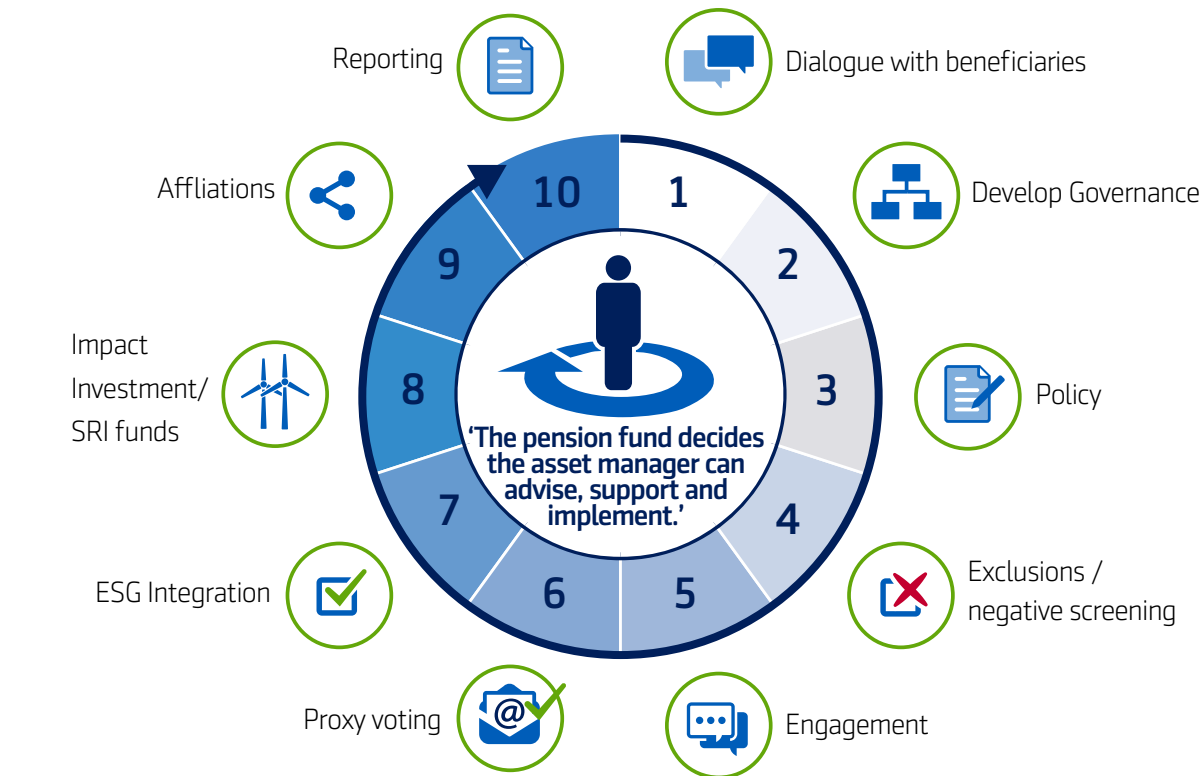 Reporting
Dialogue with beneficiaries
Affliations
Develop Governance
10
1
9
2
Impact
Investment/
SRI funds
8
3
Policy
‘The pension fund decides
the asset manager can
advise, support and
implement.’
7
4
ESG Integration
Exclusions /
negative screening
6
5
Proxy voting
@
Engagement